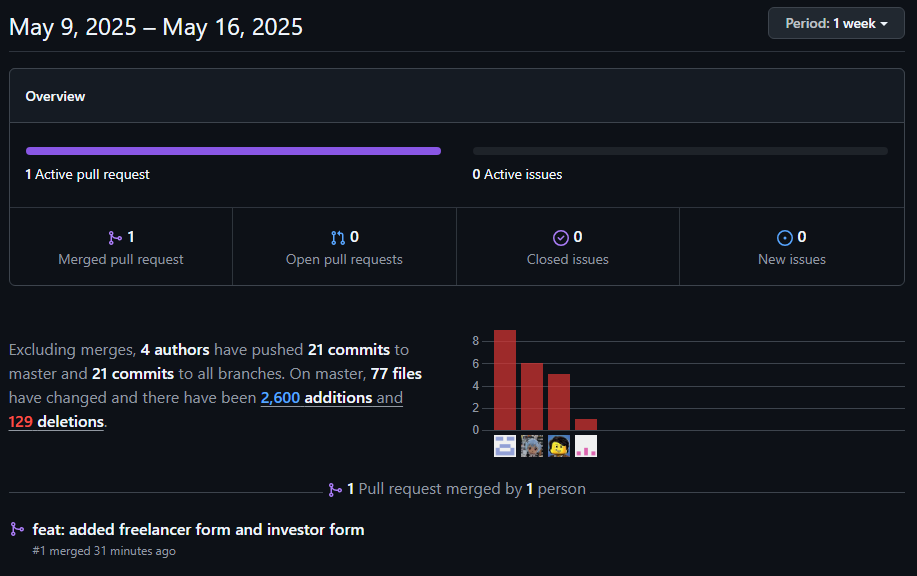 May 9, 2025 – May 16, 2025
Period: 1 week
Overview
1 Active pull request
0 Active issues
1
Merged pull request
0
Open pull requests
0
Closed issues
0
New issues
Excluding merges, 4 authors have pushed 21 commits to
master and 21 commits to all branches. On master, 77 files
have changed and there have been 2,600 additions and
129 deletions.
8
6
4
2
0
1 Pull request merged by 1 person
feat: added freelancer form and investor form
#1 merged 31 minutes ago